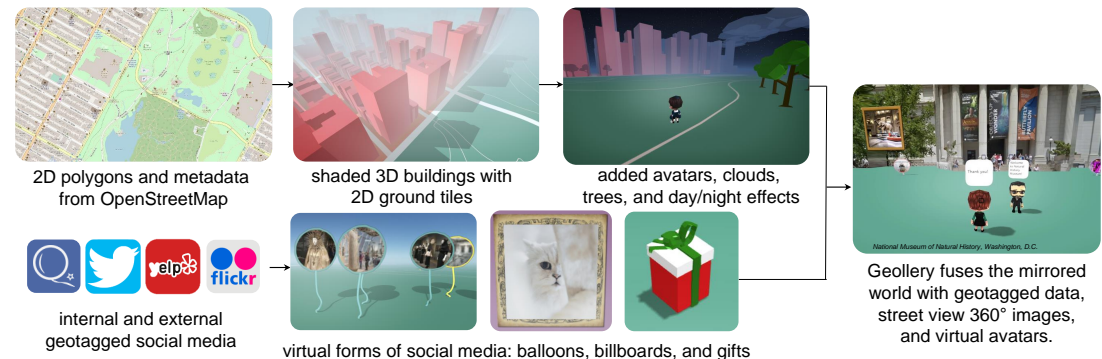 2D polygons and metadata
from OpenStreetMap
shaded 3D buildings with
2D ground tiles
added avatars, clouds,
trees, and day/night effects
yelp
flickr
internal and external
geotagged social media
virtual forms of social media: balloons, billboards, and gifts
BUTTERFLY
PAVILION
Thank you!
National Museum of Natural History, Washington, D.C.
Geollery fuses the mirrored
world with geotagged data,
street view 360° images,
and virtual avatars.